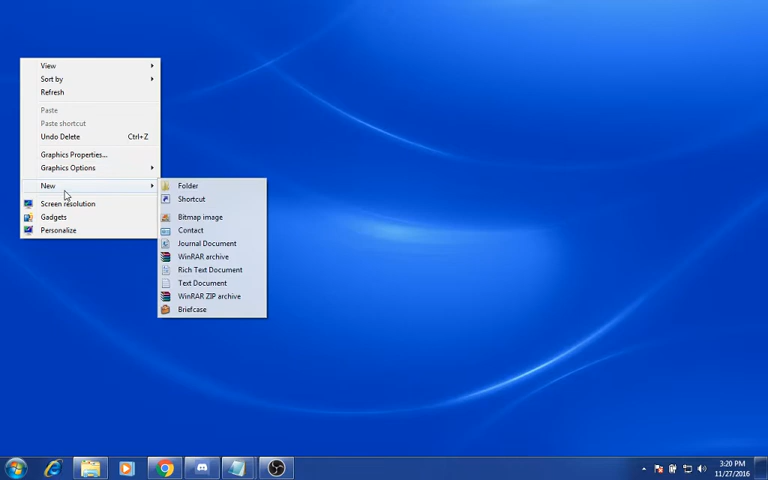 View
Sort by
Refresh
Paste
Paste shortcut
Undo Delete Ctrl+Z
Graphics Properties...
Graphics Options
New
Screen resolution
Gadgets
Personalize
Folder
Shortcut
Bitmap image
Contact
Journal Document
WinRAR archive
Rich Text Document
Text Document
WinRAR ZIP archive
Briefcase
3:20 PM
11/27/2016